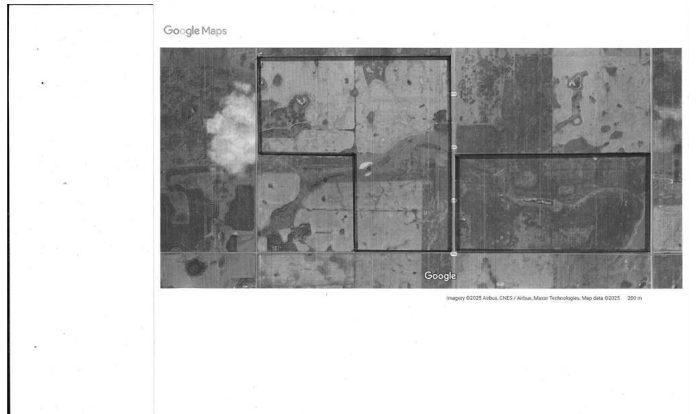 Google Maps
Google
Imagery ©2025 Airbus, CNES / Airbus, Maxar Technologies, Map data ©2025 200 m